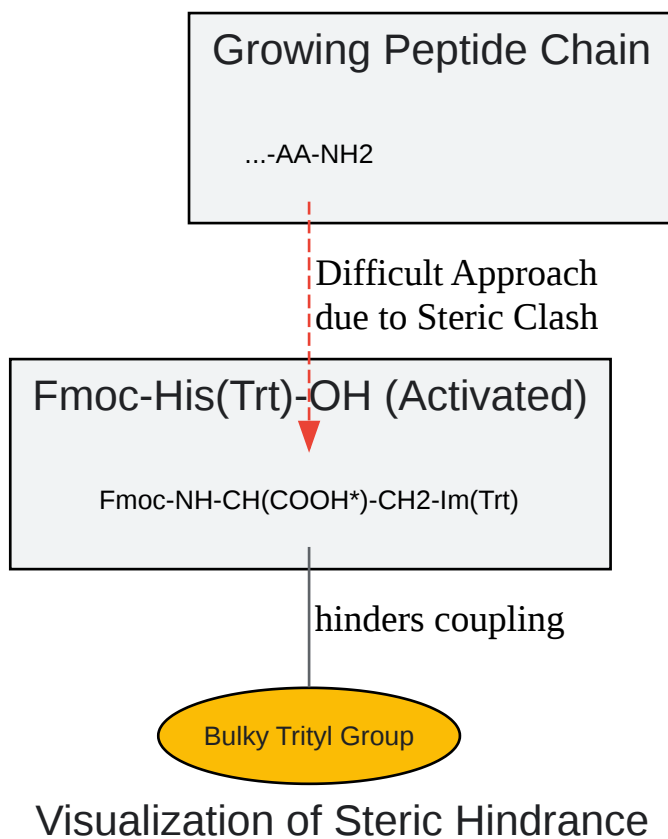 Growing Peptide Chain
...-AA-NH2
Difficult Approach
due to Steric Clash
Fmoc-His(Trt)-OH (Activated)
Fmoc-NH-CH(COOH*)-CH2-Im(Trt)
hinders coupling
Bulky Trityl Group
Visualization of Steric Hindrance